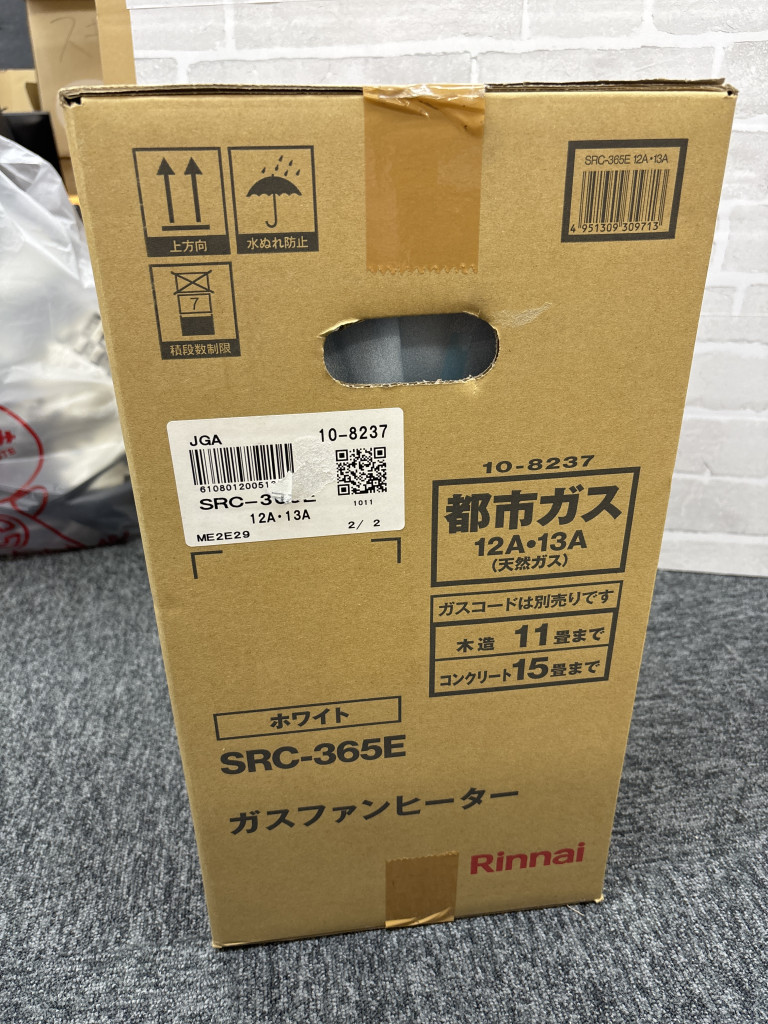 上方向
水ぬれ防止
7
積段数制限
SRC-365E 12A・13A
4 951309 309713
JGA
10-8237
SRC-365E
1011
12A・13A
ME2E29
2/ 2
10-8237
都市ガス
12A・13A
(天然ガス)
ガスコードは別売りです
木造 11畳まで
コンクリート15畳まで
ホワイト
SRC-365E
ガスファンヒーター
Rinnai